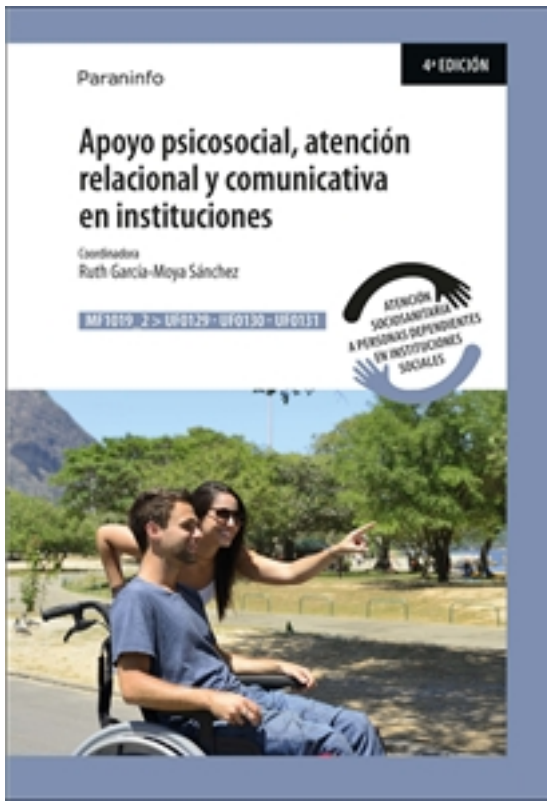 Paraninfo
4ª EDICIÓN
Apoyo psicosocial, atención
relacional y comunicativa
en instituciones
Coordinadora
Ruth García-Moya Sánchez
MF1019_2 > UF0129 · UF0130 · UF0131
ATENCIÓN
SOCIOSANITARIA
A PERSONAS DEPENDIENTES
EN INSTITUCIONES
SOCIALES